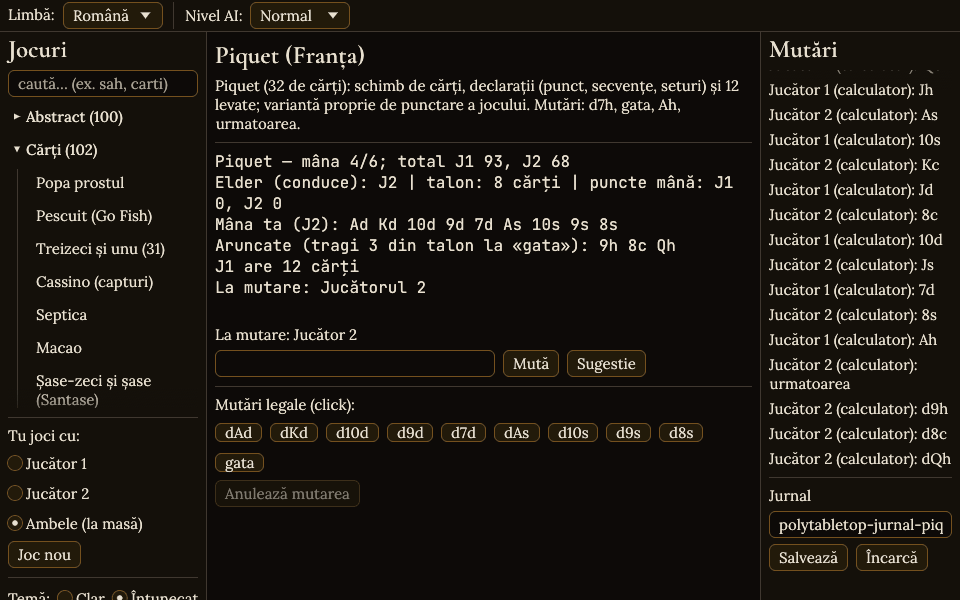 Limbă:
Română ▼
Nivel AI:
Normal ▼
Jocuri
caută… (ex. sah, carti)
▸ Abstract (100)
▾ Cărți (102)
Popa prostul
Pescuit (Go Fish)
Treizeci și unu (31)
Cassino (capturi)
Septica
Macao
Șase-zeci și șase
(Santase)
Tu joci cu:
Jucător 1
Jucător 2
Ambele (la masă)
Joc nou
Temă: Clar Întunecat
Piquet (Franța)
Piquet (32 de cărți): schimb de cărți, declarații (punct, secvențe, seturi) și 12
levate; variantă proprie de punctare a jocului. Mutări: d7h, gata, Ah,
urmatoarea.
Piquet — mâna 4/6; total J1 93, J2 68
Elder (conduce): J2 | talon: 8 cărți | puncte mână: J1
0, J2 0
Mâna ta (J2): Ad Kd 10d 9d 7d As 10s 9s 8s
Aruncate (tragi 3 din talon la «gata»): 9h 8c Qh
J1 are 12 cărți
La mutare: Jucătorul 2
La mutare: Jucător 2
Mută
Sugestie
Mutări legale (click):
dAd dKd d10d d9d d7d dAs d10s d9s d8s
gata
Anulează mutarea
Mutări
Jucător 1 (calculator): Jh
Jucător 2 (calculator): As
Jucător 1 (calculator): 10s
Jucător 2 (calculator): Kc
Jucător 1 (calculator): Jd
Jucător 2 (calculator): 8c
Jucător 1 (calculator): 10d
Jucător 2 (calculator): Js
Jucător 1 (calculator): 7d
Jucător 2 (calculator): 8s
Jucător 1 (calculator): Ah
Jucător 2 (calculator):
urmatoarea
Jucător 2 (calculator): d9h
Jucător 2 (calculator): d8c
Jucător 2 (calculator): dQh
Jurnal
polytabletop-jurnal-piq
Salvează
Încarcă